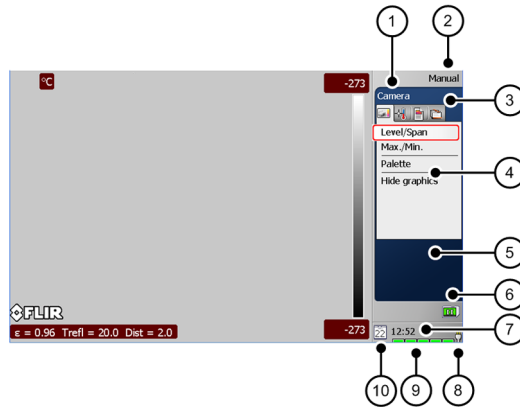 1
2
°C
-273
Manual
Camera
3
Level/Span
Max./Min.
Palette
4
Hide graphics
5
6
FLIR
ε = 0.96 Trefl = 20.0 Dist = 2.0
-273
22
12:52
7
10
9
8